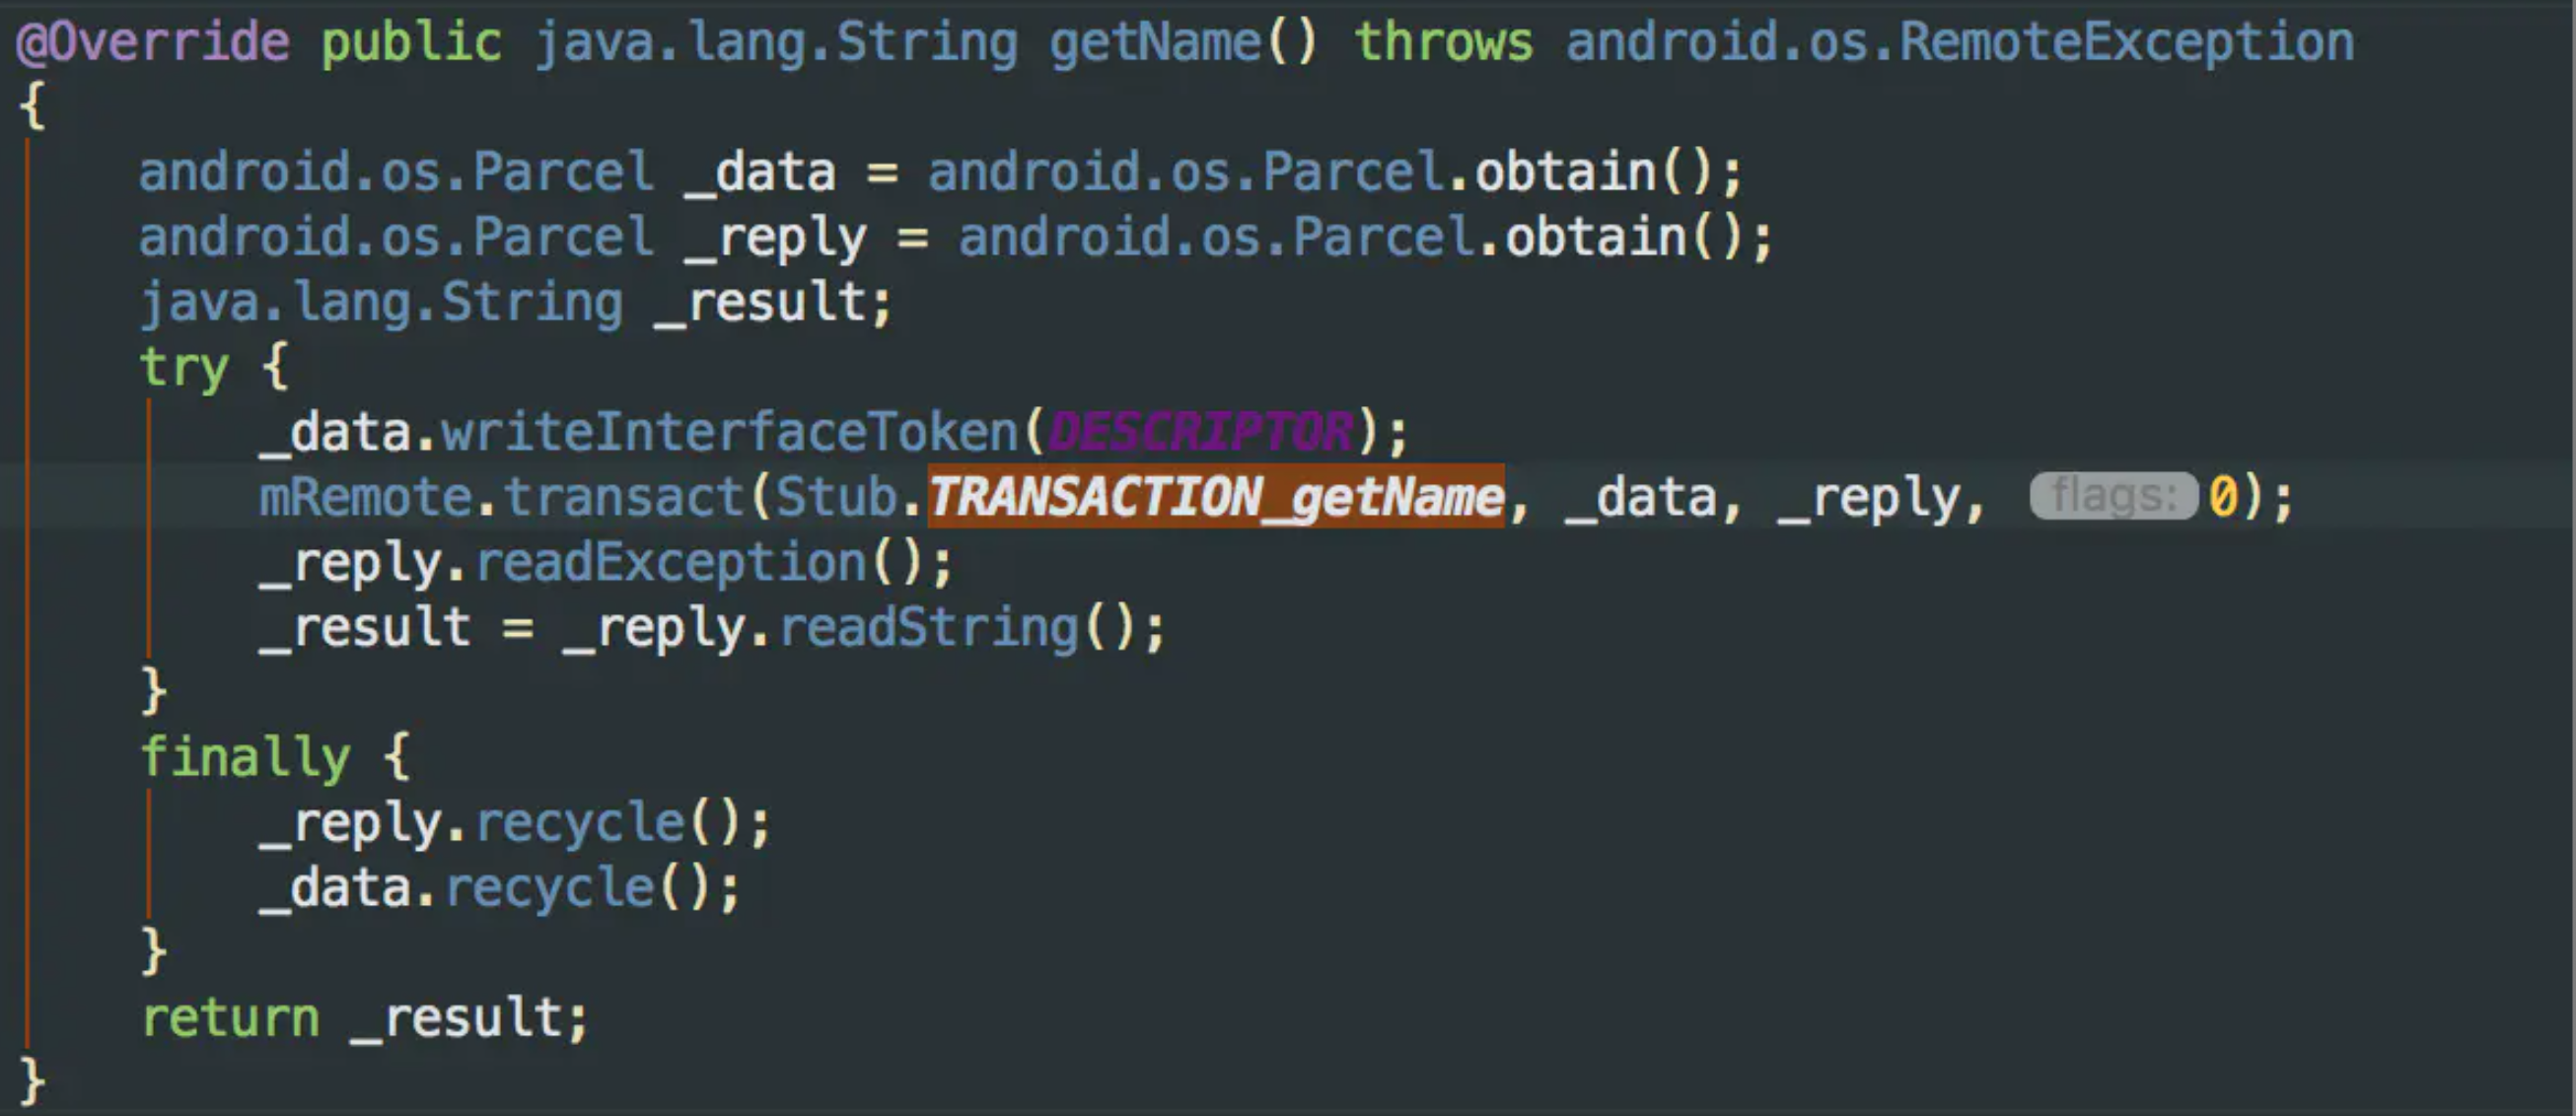 @Override public java.lang.String getName() throws android.os.RemoteException
{
android.os.Parcel _data = android.os.Parcel.obtain();
android.os.Parcel _reply = android.os.Parcel.obtain();
java.lang.String _result;
try {
_data.writeInterfaceToken(DESCRIPTOR);
mRemote.transact(Stub.TRANSACTION_getName, _data, _reply, flags: 0);
_reply.readException();
_result = _reply.readString();
}
finally {
_reply.recycle();
_data.recycle();
}
return _result;
}